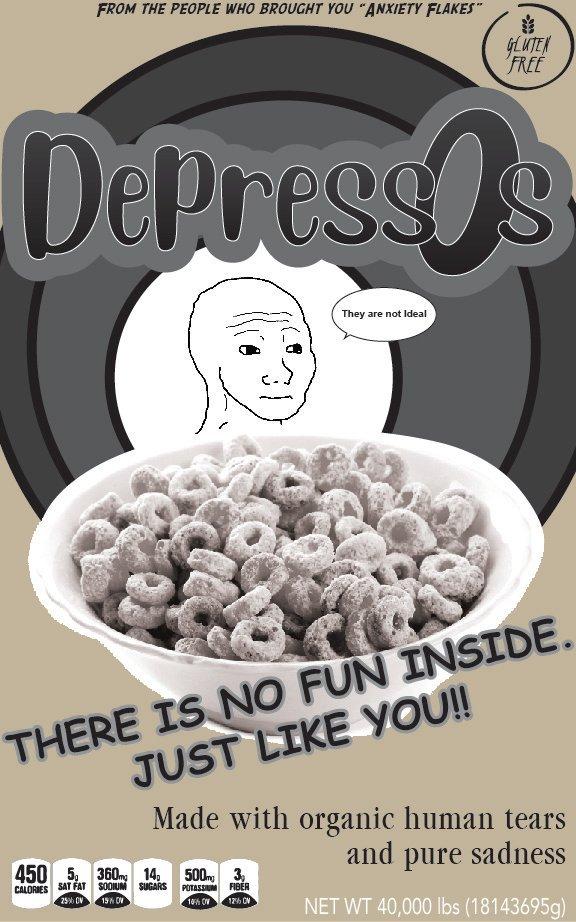 From the people who brought you "Anxiety Flakes"
GLUTEN
FREE
DePressOs
They are not Ideal
THERE IS NO FUN INSIDE.
JUST LIKE YOU!!
Made with organic human tears
and pure sadness
450 CALORIES
5g SAT FAT 25% DV
360mg SODIUM 15% DV
14g SUGARS
500mg POTASSIUM 10% DV
3g FIBER 12% DV
NET WT 40,000 lbs (18143695g)